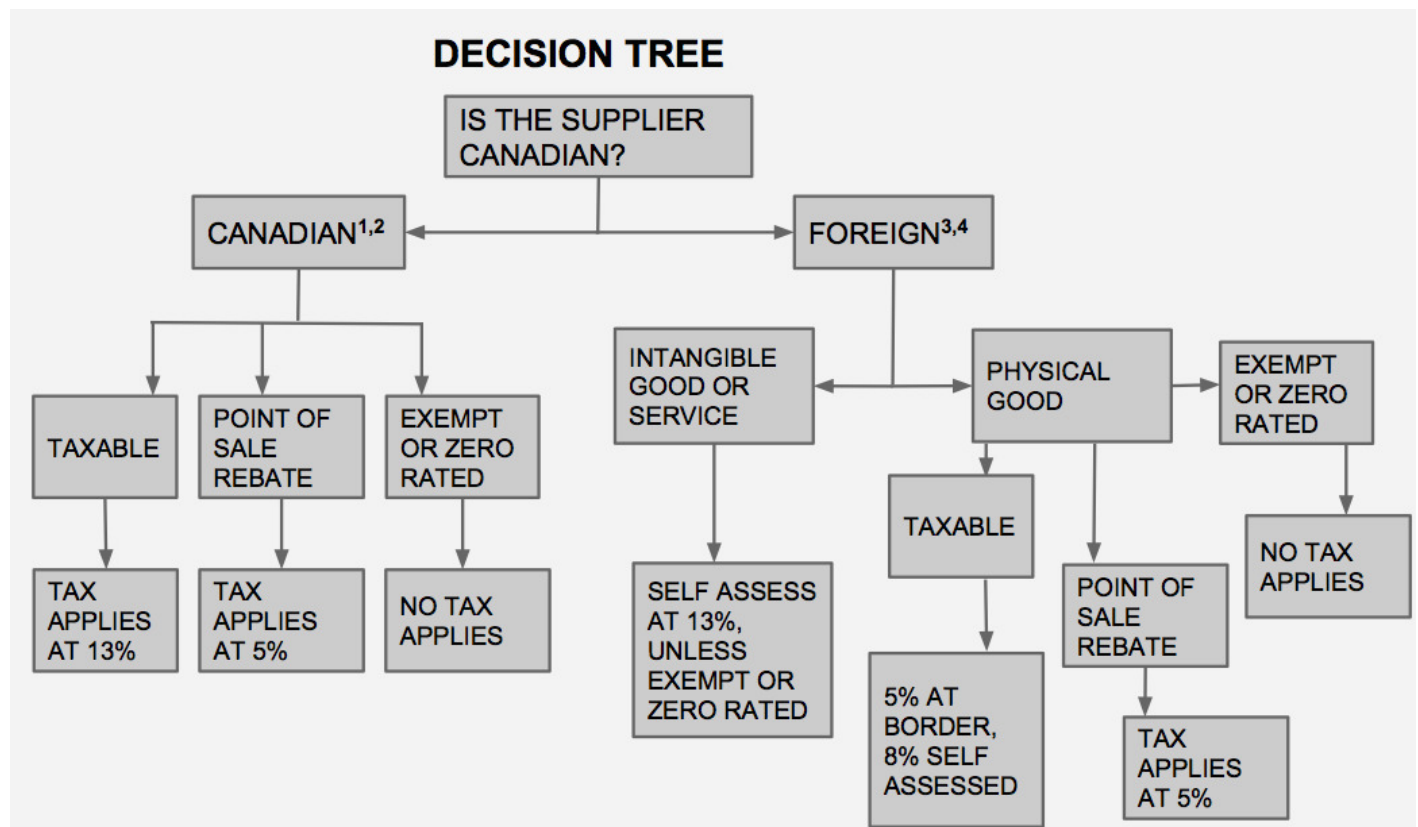 DECISION TREE
IS THE SUPPLIER
CANADIAN?
CANADIAN1,2
FOREIGN3,4
TAXABLE
POINT OF
SALE
REBATE
EXEMPT
OR ZERO
RATED
INTANGIBLE
GOOD OR
SERVICE
PHYSICAL
GOOD
EXEMPT
OR ZERO
RATED
TAX
APPLIES
AT 13%
TAX
APPLIES
AT 5%
NO TAX
APPLIES
SELF ASSESS
AT 13%,
UNLESS
EXEMPT OR
ZERO RATED
TAXABLE
5% AT
BORDER,
8% SELF
ASSESSED
POINT OF
SALE
REBATE
TAX
APPLIES
AT 5%
NO TAX
APPLIES